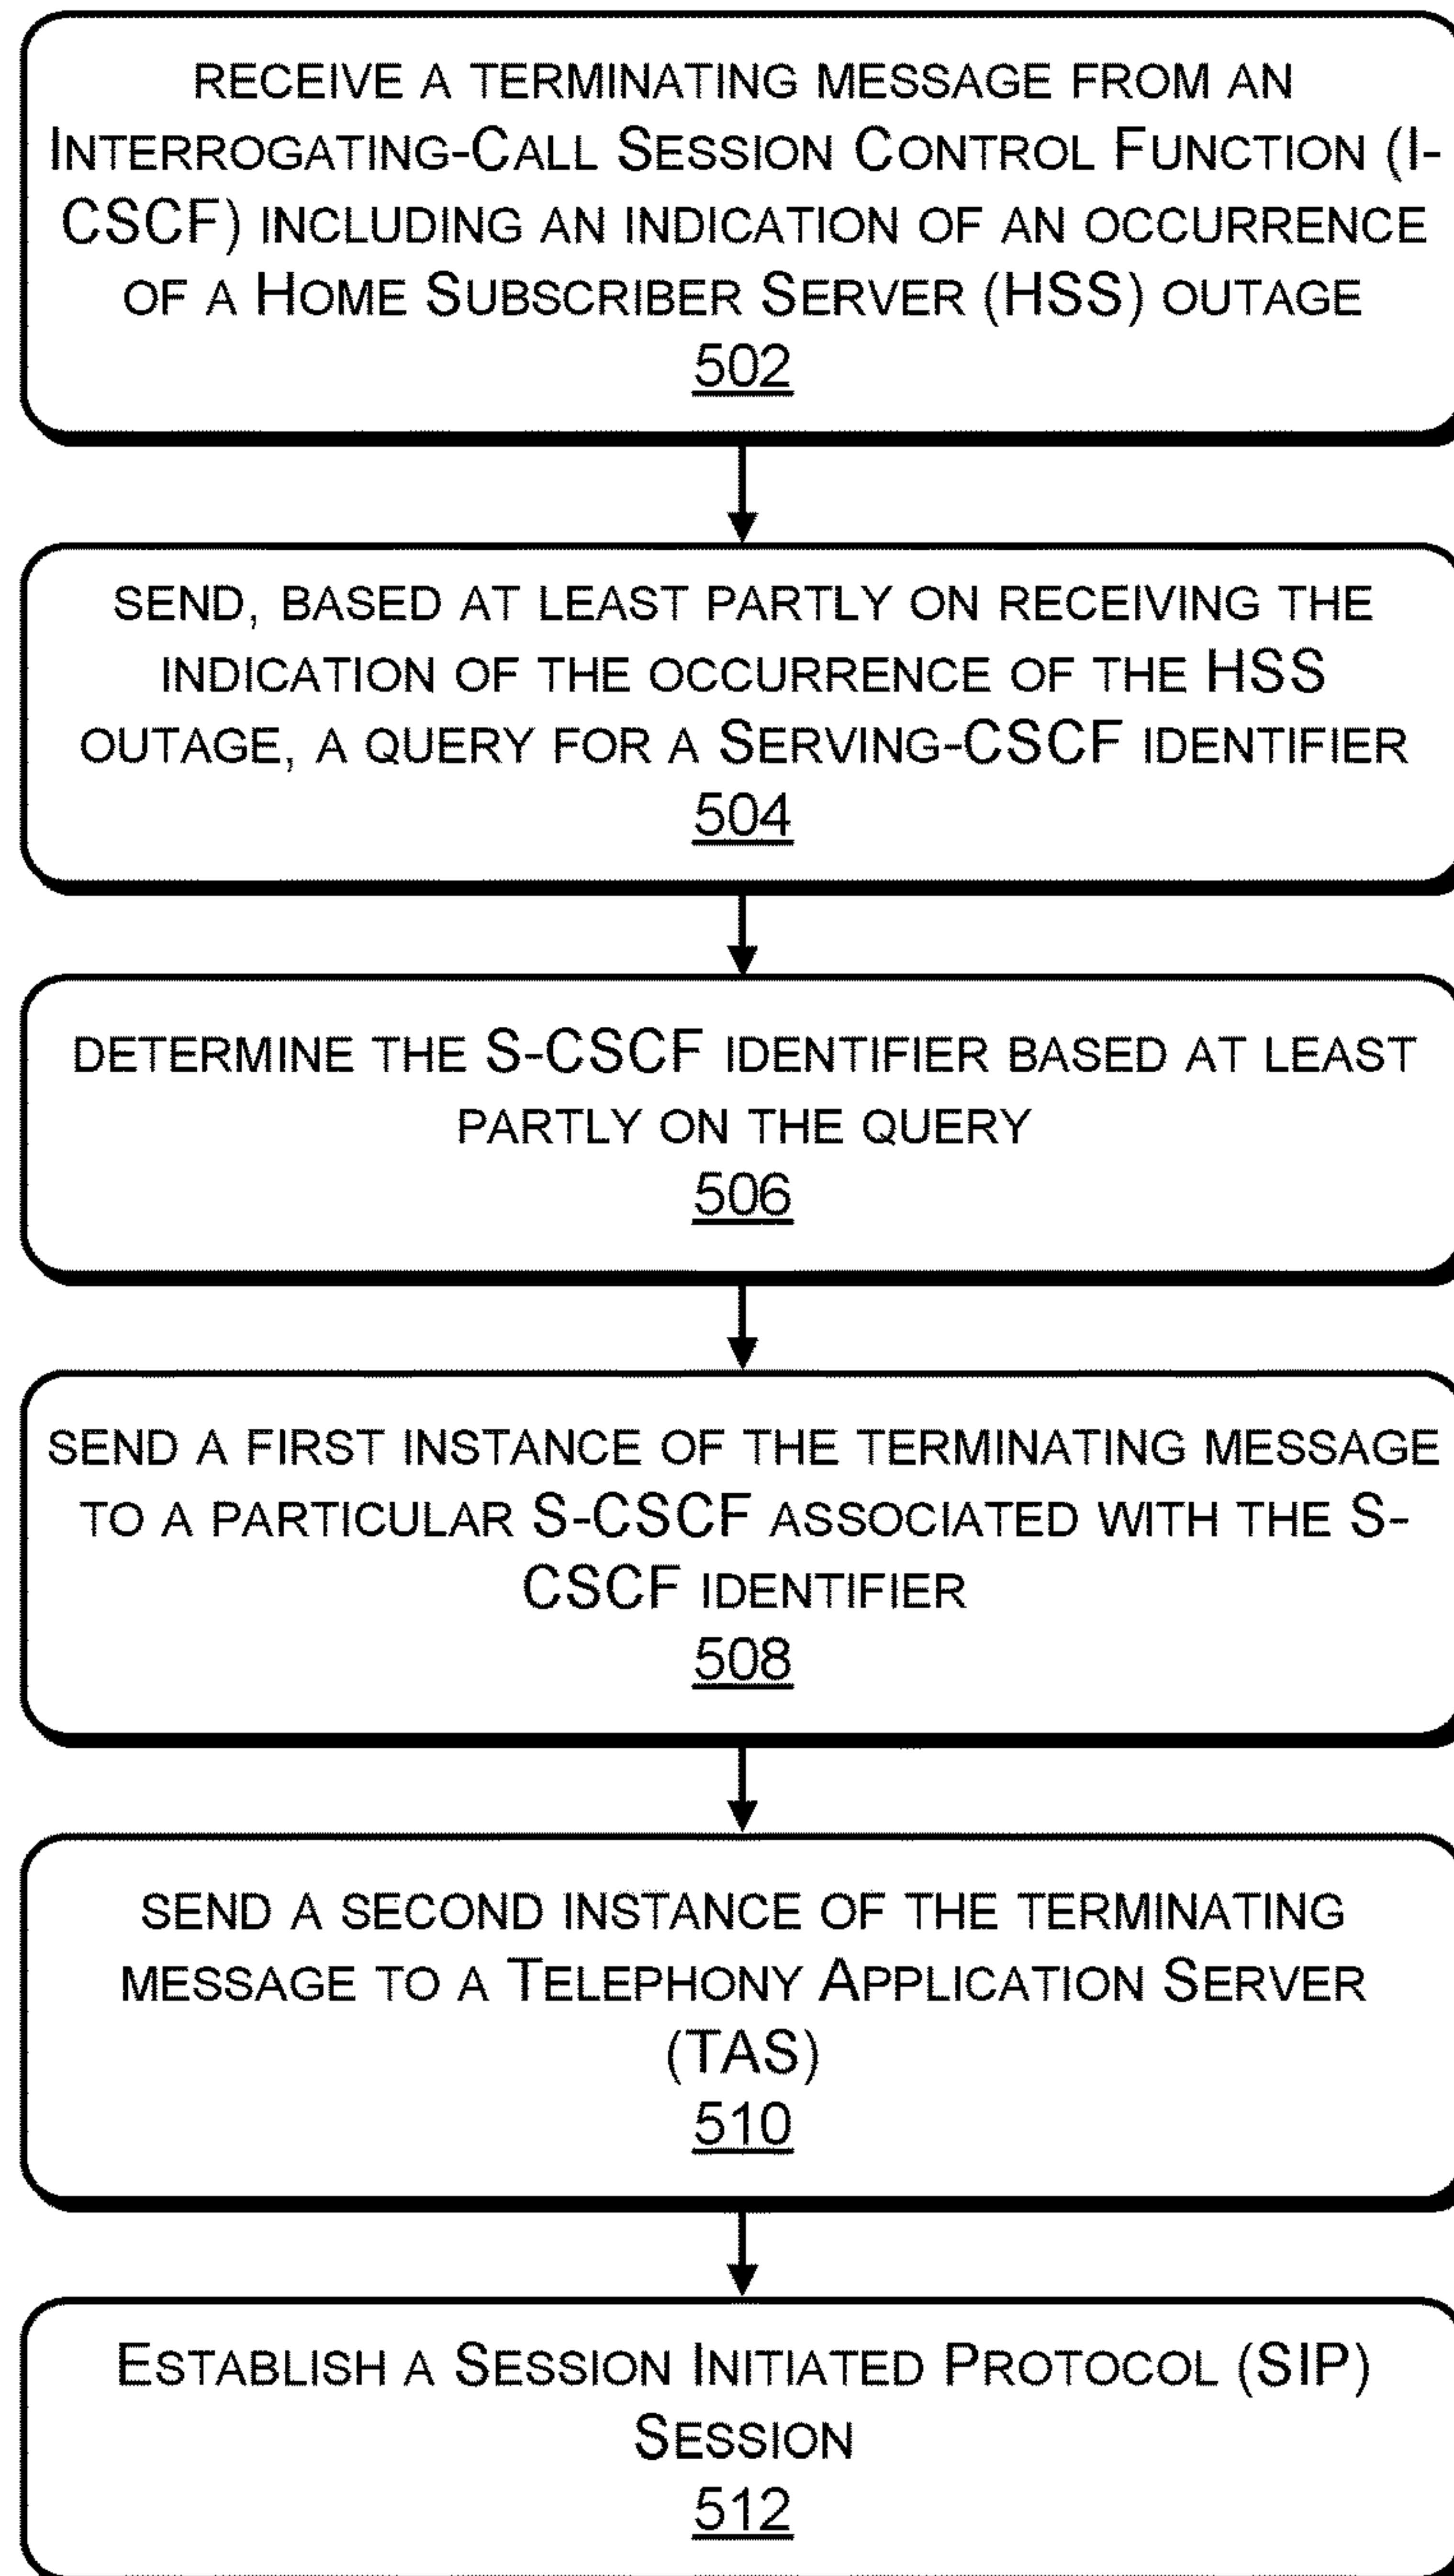 RECEIVE A TERMINATING MESSAGE FROM AN
INTERROGATING-CALL SESSION CONTROL FUNCTION (I-
CSCF) INCLUDING AN INDICATION OF AN OCCURRENCE
OF A HOME SUBSCRIBER SERVER (HSS) OUTAGE
502
SEND, BASED AT LEAST PARTLY ON RECEIVING THE
INDICATION OF THE OCCURRENCE OF THE HSS
OUTAGE, A QUERY FOR A SERVING-CSCF IDENTIFIER
504
DETERMINE THE S-CSCF IDENTIFIER BASED AT LEAST
PARTLY ON THE QUERY
506
SEND A FIRST INSTANCE OF THE TERMINATING MESSAGE
TO A PARTICULAR S-CSCF ASSOCIATED WITH THE S-
CSCF IDENTIFIER
508
SEND A SECOND INSTANCE OF THE TERMINATING
MESSAGE TO A TELEPHONY APPLICATION SERVER
(TAS)
510
ESTABLISH A SESSION INITIATED PROTOCOL (SIP)
SESSION
512